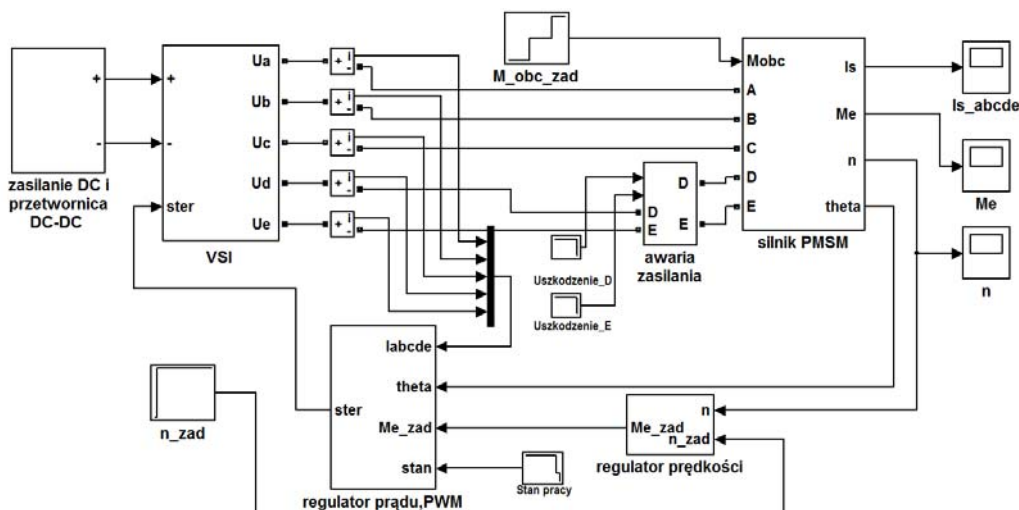 +
-
zasilanie DC i
przetwornica
DC-DC
+
-
ster
Ua
Ub
Uc
Ud
Ue
VSI
+ i -
+ i -
+ i -
+ i -
+ i -
M_obc_zad
Mobc
A
B
C
D
E
Is
Me
n
theta
silnik PMSM
Is_abcde
Me
n
D
E
D
E
awaria
zasilania
Uszkodzenie_D
Uszkodzenie_E
n_zad
Iabcde
theta
Me_zad
stan
ster
regulator prądu,PWM
Stan pracy
n
Me_zad
n_zad
regulator prędkości